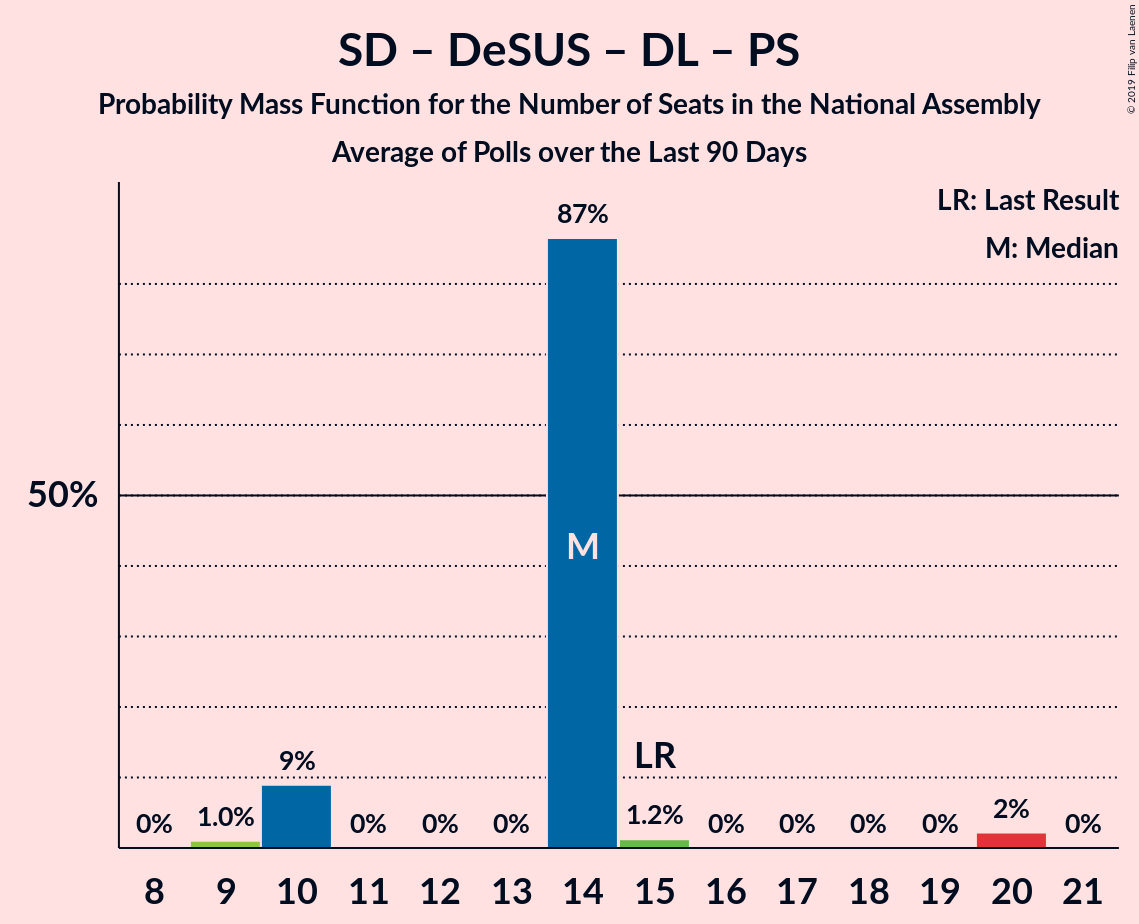 SD – DeSUS – DL – PS
Probability Mass Function for the Number of Seats in the National Assembly
Average of Polls over the Last 90 Days
© 2019 Filip van Laenen
LR: Last Result
M: Median
87%
50%
M
LR
9%
0% 1.0% 0% 0% 0% 1.2% 0% 0% 0% 0% 2% 0%
8 9 10 11 12 13 14 15 16 17 18 19 20 21